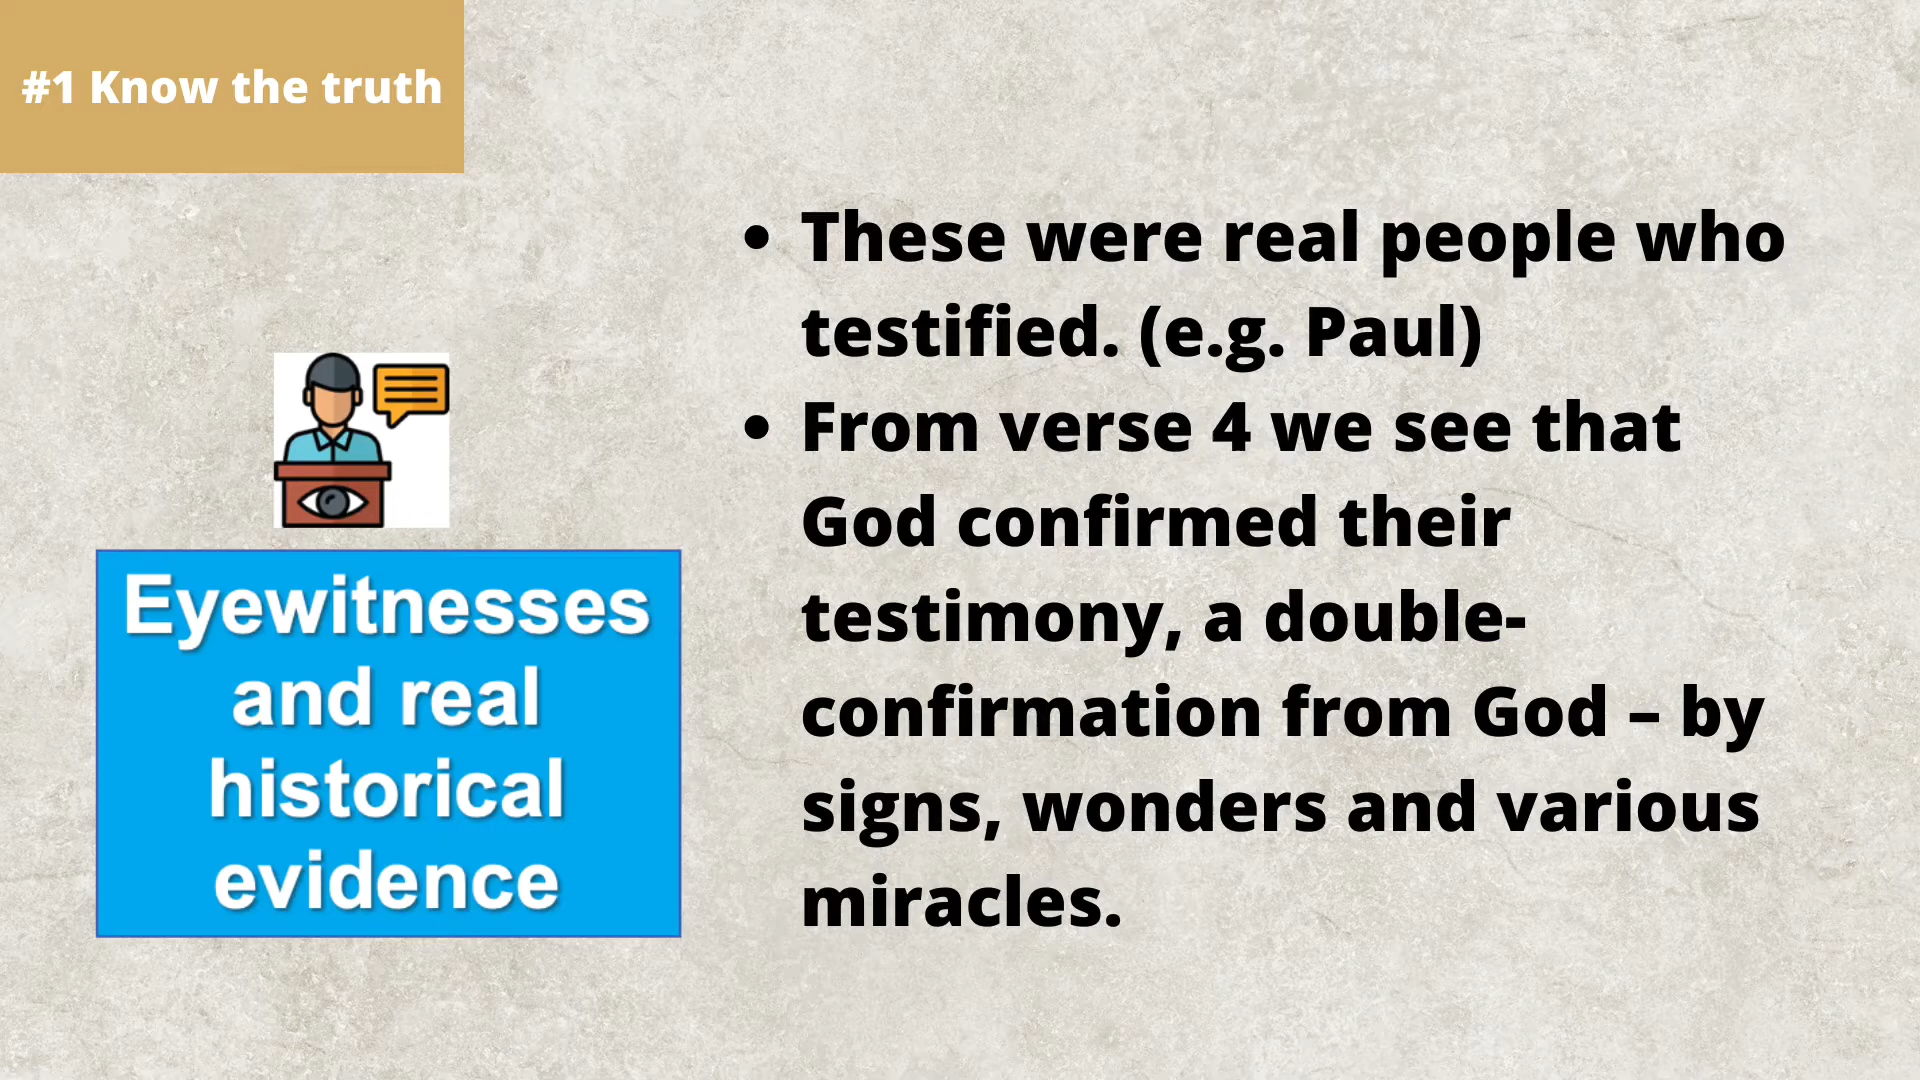 #1 Know the truth
Eyewitnesses
and real
historical
evidence
• These were real people who
testified. (e.g. Paul)
• From verse 4 we see that
God confirmed their
testimony, a double-
confirmation from God – by
signs, wonders and various
miracles.